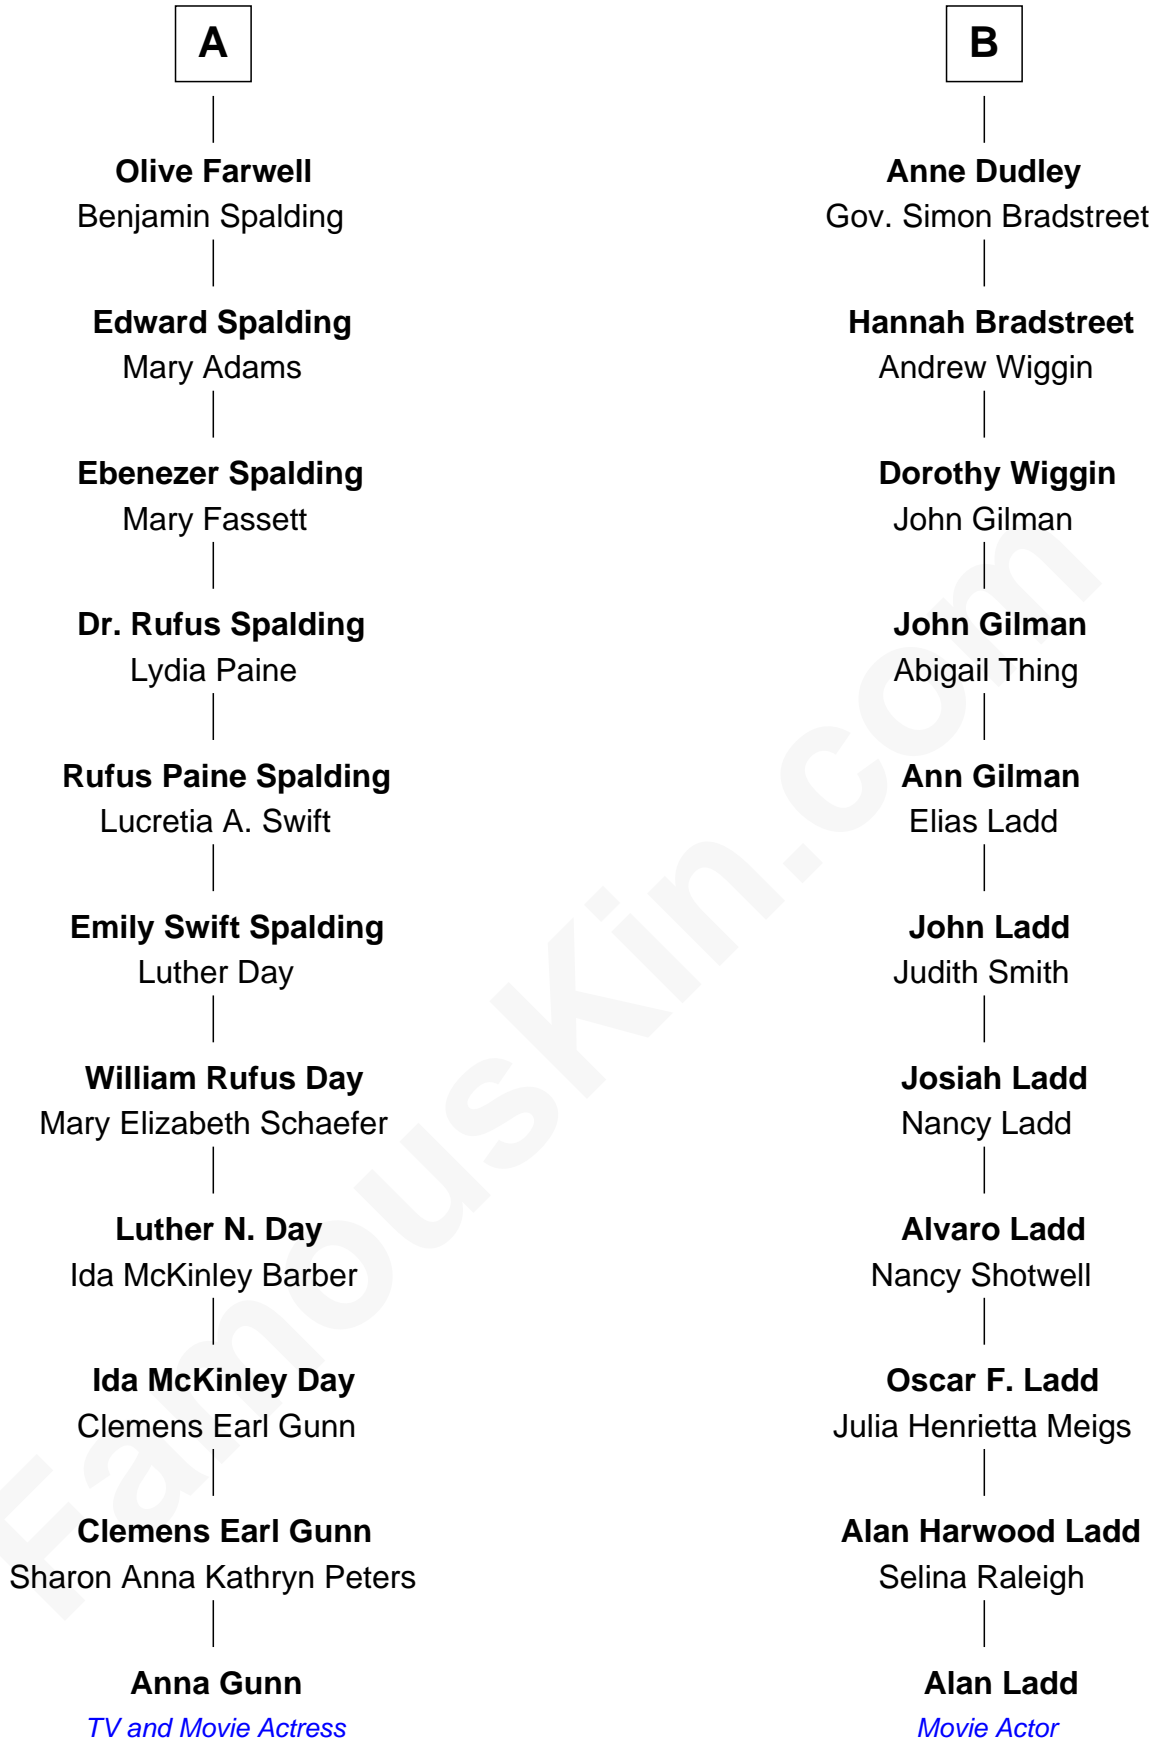 A
Olive Farwell
Benjamin Spalding
Edward Spalding
Mary Adams
Ebenezer Spalding
Mary Fassett
Dr. Rufus Spalding
Lydia Paine
Rufus Paine Spalding
Lucretia A. Swift
Emily Swift Spalding
Luther Day
William Rufus Day
Mary Elizabeth Schaefer
Luther N. Day
Ida McKinley Barber
Ida McKinley Day
Clemens Earl Gunn
Clemens Earl Gunn
Sharon Anna Kathryn Peters
Anna Gunn
TV and Movie Actress
B
Anne Dudley
Gov. Simon Bradstreet
Hannah Bradstreet
Andrew Wiggin
Dorothy Wiggin
John Gilman
John Gilman
Abigail Thing
Ann Gilman
Elias Ladd
John Ladd
Judith Smith
Josiah Ladd
Nancy Ladd
Alvaro Ladd
Nancy Shotwell
Oscar F. Ladd
Julia Henrietta Meigs
Alan Harwood Ladd
Selina Raleigh
Alan Ladd
Movie Actor
FamousKin.com